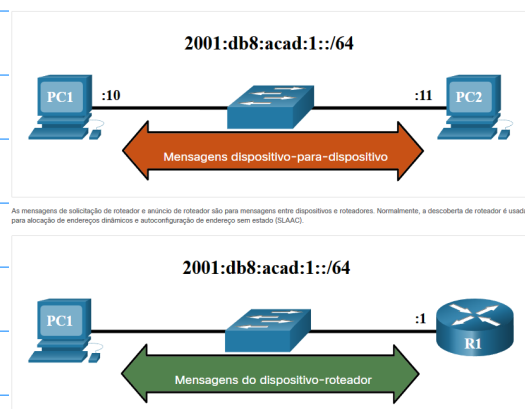 2001:db8:acad:1::/64
PC1
:10
:11
PC2
Mensagens dispositivo-para-dispositivo
As mensagens de solicitação de roteador e anúncio de roteador são para mensagens entre dispositivos e roteadores. Normalmente, a descoberta de roteador é usada
para alocação de endereços dinâmicos e autoconfiguração de endereço sem estado (SLAAC).
2001:db8:acad:1::/64
PC1
:1
R1
Mensagens do dispositivo-roteador